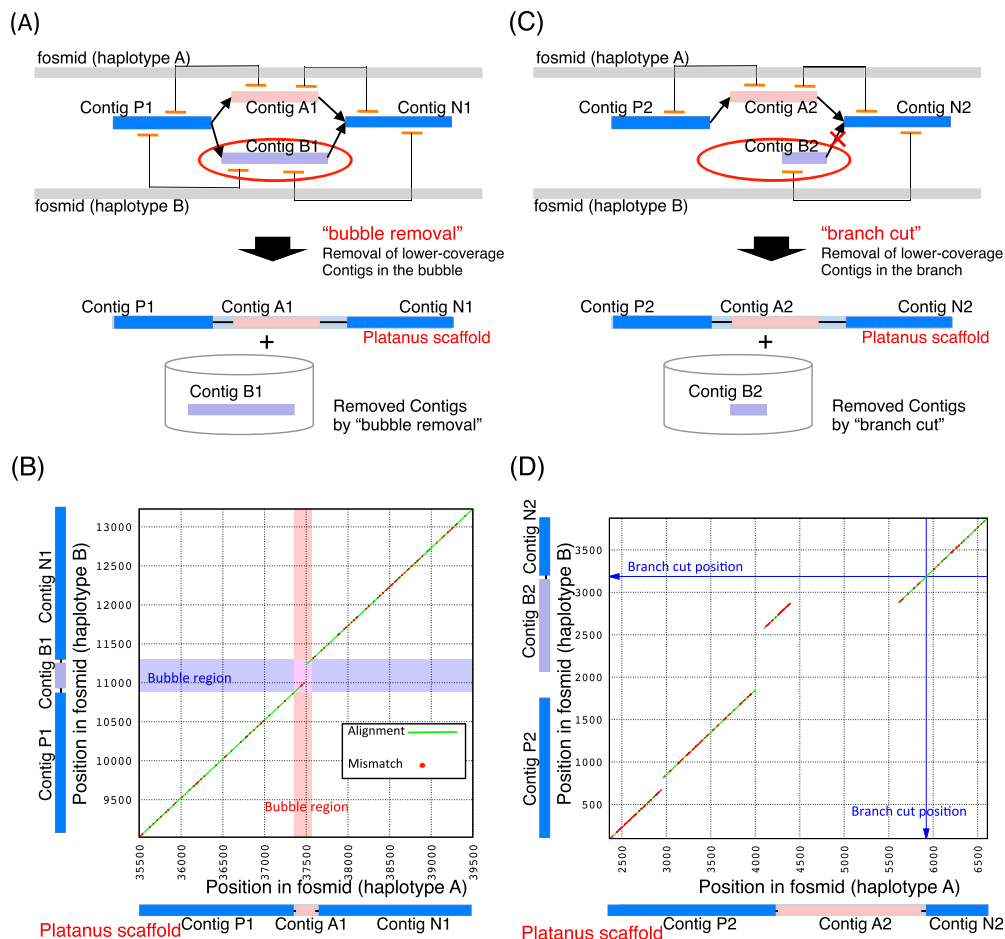 (A)
fosmid (haplotype A)
Contig P1
Contig A1
Contig N1
Contig B1
fosmid (haplotype B)
“bubble removal”
Removal of lower-coverage
Contigs in the bubble
Contig P1
Contig A1
Contig N1
Platanus scaffold
+
Contig B1
Removed Contigs
by “bubble removal”
(C)
fosmid (haplotype A)
Contig P2
Contig A2
Contig N2
Contig B2
fosmid (haplotype B)
“branch cut”
Removal of lower-coverage
Contigs in the branch
Contig P2
Contig A2
Contig N2
Platanus scaffold
+
Contig B2
Removed Contigs
by “branch cut”
(B)
Contig N1
Contig B1
Contig P1
Position in fosmid (haplotype B)
13000
12500
12000
11500
11000
10500
10000
9500
Bubble region
Alignment
Mismatch
Bubble region
35500
36000
36500
37000
37500
38000
38500
39000
39500
Position in fosmid (haplotype A)
Platanus scaffold
Contig P1
Contig A1
Contig N1
(D)
Contig N2
Contig B2
Contig P2
Position in fosmid (haplotype B)
3500
3000
2500
2000
1500
1000
500
Branch cut position
Branch cut position
2500
3000
3500
4000
4500
5000
5500
6000
6500
Position in fosmid (haplotype A)
Platanus scaffold
Contig P2
Contig A2
Contig N2